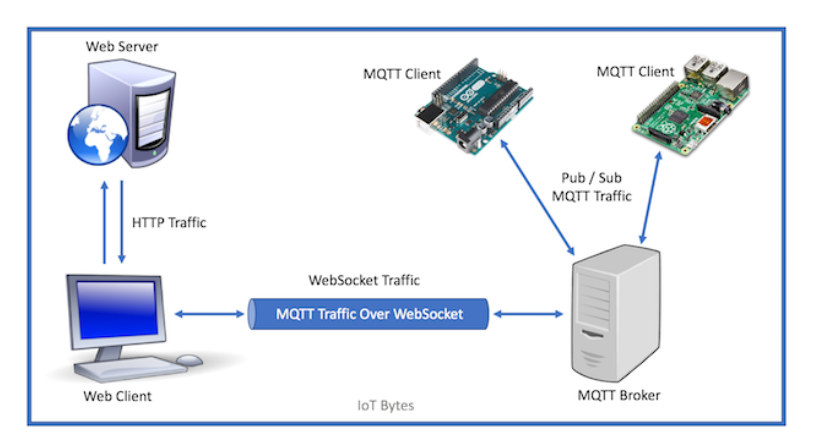 Web Server
MQTT Client
MQTT Client
Pub / Sub
MQTT Traffic
HTTP Traffic
WebSocket Traffic
MQTT Traffic Over WebSocket
Web Client
MQTT Broker
IoT Bytes